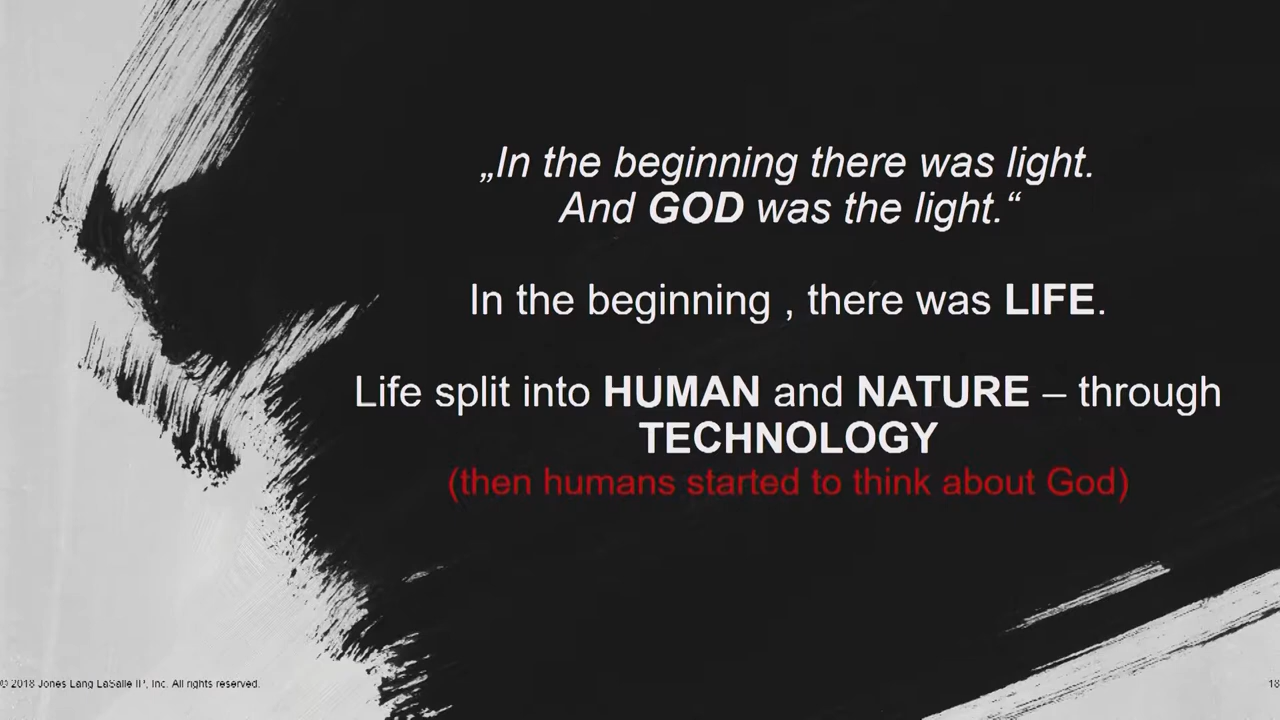 „In the beginning there was light.
And GOD was the light.“
In the beginning , there was LIFE.
Life split into HUMAN and NATURE – through
TECHNOLOGY
(then humans started to think about God)
© 2018 Jones Lang LaSalle IP, Inc. All rights reserved.
18